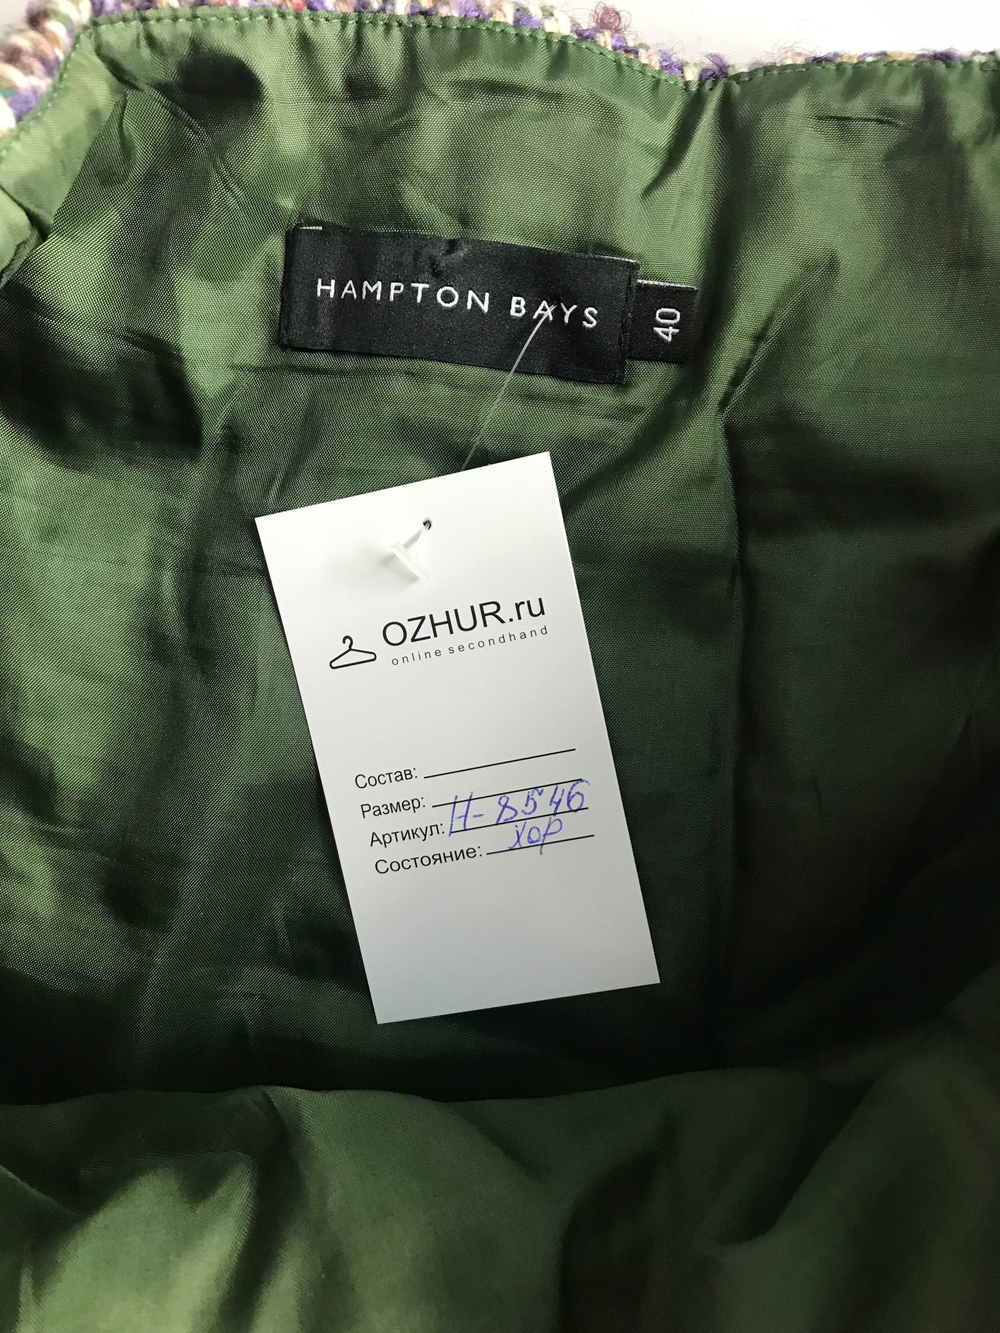 HAMPTON BAYS
40
OZHUR.ru
online secondhand
Состав:
Размер:
Артикул: Н-8546
Состояние: хор